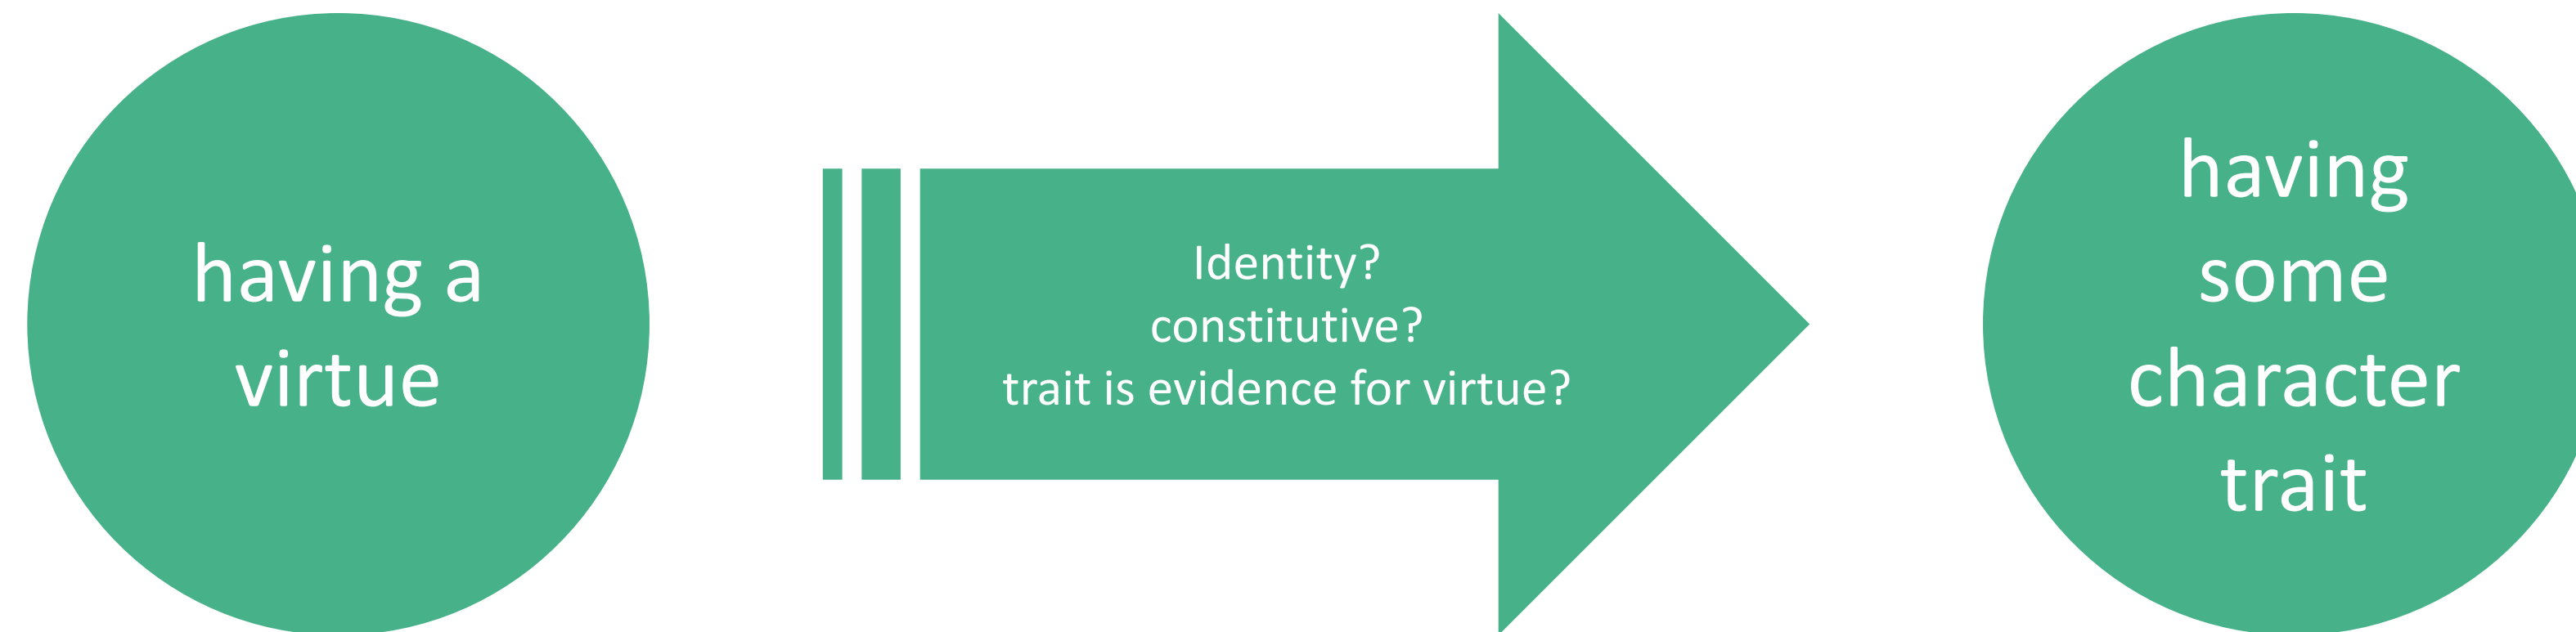 having a
virtue
Identity?
constitutive?
trait is evidence for virtue?
having
some
character
trait